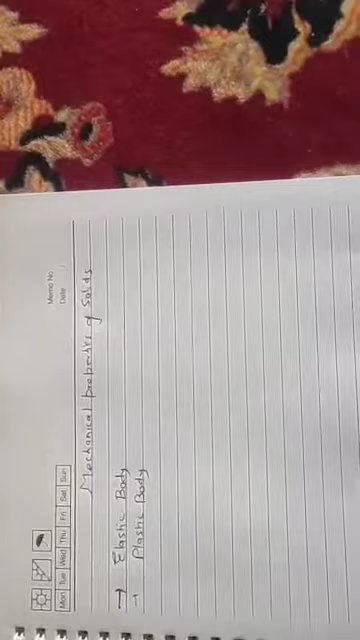 Memo No
Date / /
Mon Tue Wed Thu Fri Sat Sun
Mechanical properties of Solids
→ Elastic Body
→ Plastic Body